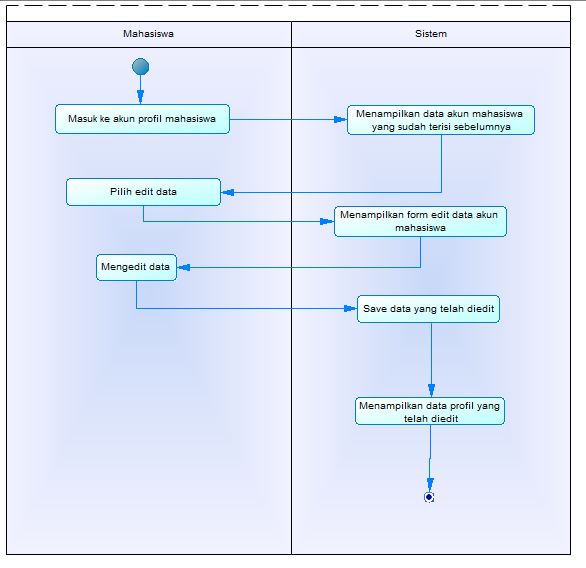 Mahasiswa
Sistem
Masuk ke akun profil mahasiswa
Menampilkan data akun mahasiswa
yang sudah terisi sebelumnya
Pilih edit data
Menampilkan form edit data akun
mahasiswa
Mengedit data
Save data yang telah diedit
Menampilkan data profil yang
telah diedit